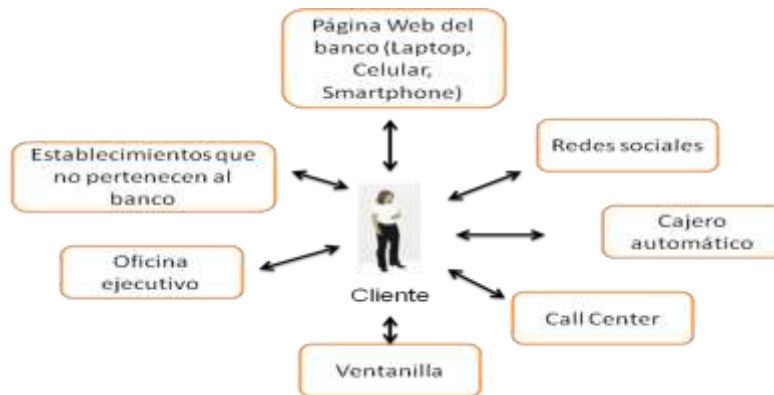 Página Web del
banco (Laptop,
Celular,
Smartphone)
Redes sociales
Establecimientos que
no pertenecen al
banco
Cajero
automático
Oficina
ejecutivo
Cliente
Call Center
Ventanilla